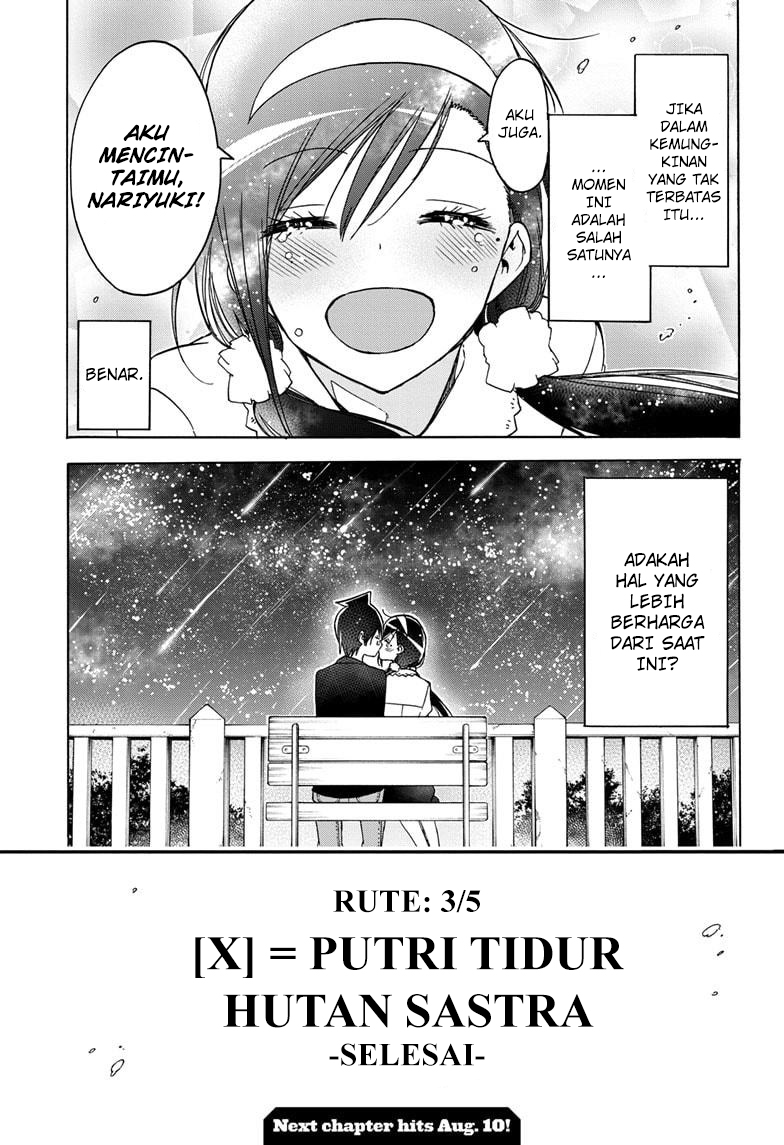 JIKA
DALAM
KEMUNG-
KINAN
YANG TAK
TERBATAS
ITU...
...
MOMEN
INI
ADALAH
SALAH
SATUNYA
...
AKU
JUGA.
AKU
MENCIN-
TAIMU,
NARIYUKI!
BENAR.
ADAKAH
HAL YANG
LEBIH
BERHARGA
DARI SAAT
INI?
RUTE: 3/5
[X] = PUTRI TIDUR
HUTAN SASTRA
-SELESAI-
Next chapter hits Aug. 10!